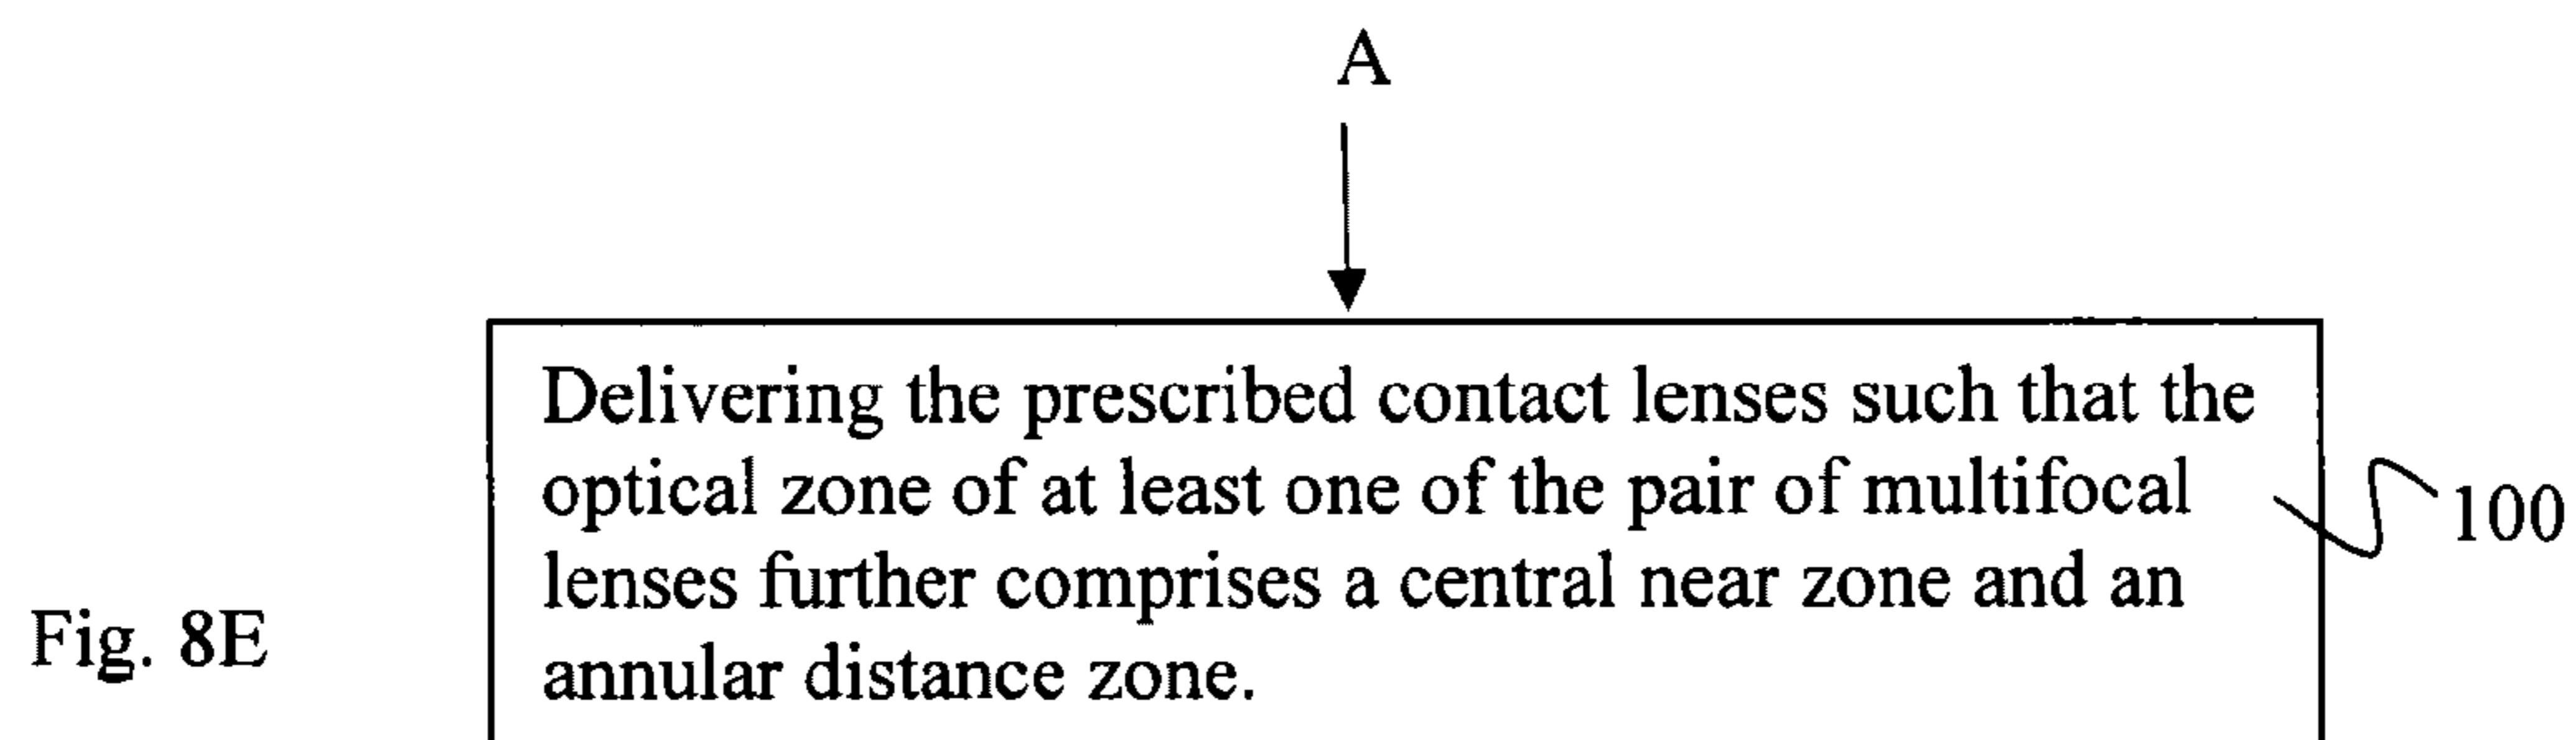 A
Delivering the prescribed contact lenses such that the
optical zone of at least one of the pair of multifocal
lenses further comprises a central near zone and an
annular distance zone.
100
Fig. 8E